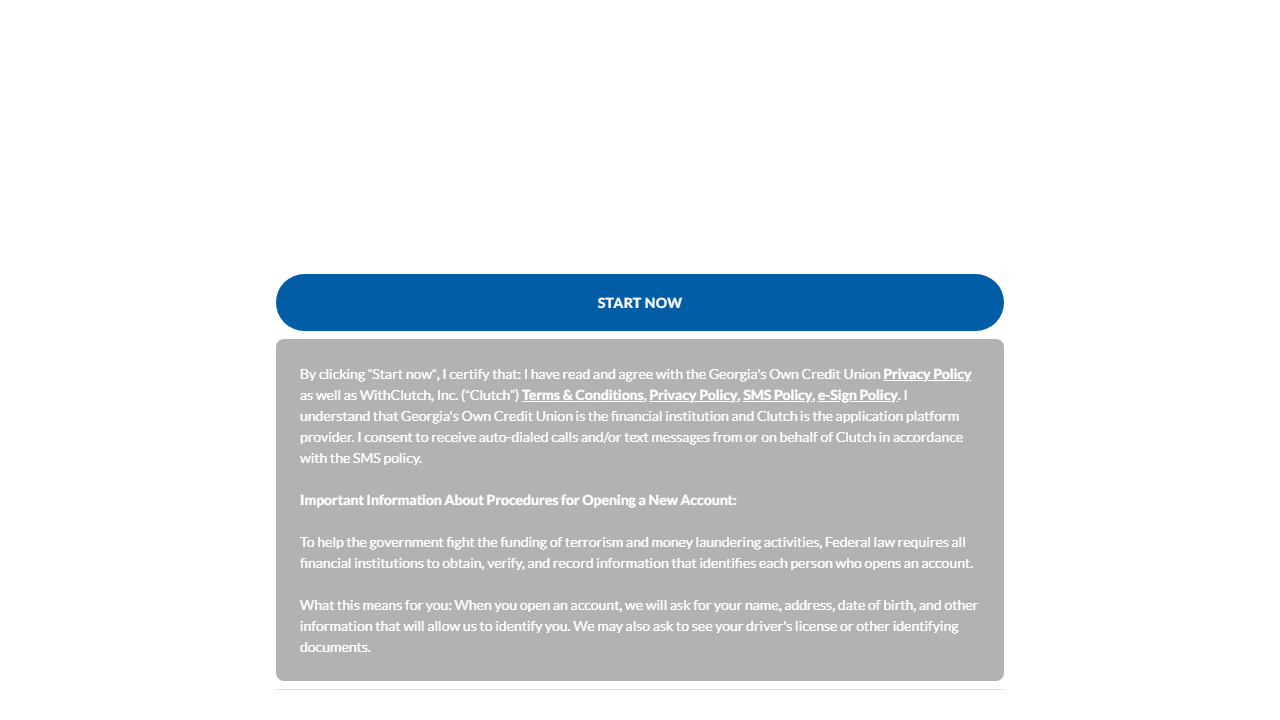 START NOW
By clicking “Start now“, I certify that: I have read and agree with the Georgia's Own Credit Union Privacy Policy
as well as WithClutch, Inc. (“Clutch”) Terms & Conditions, Privacy Policy, SMS Policy, e-Sign Policy. I
understand that Georgia's Own Credit Union is the financial institution and Clutch is the application platform
provider. I consent to receive auto-dialed calls and/or text messages from or on behalf of Clutch in accordance
with the SMS policy.
Important Information About Procedures for Opening a New Account:
To help the government fight the funding of terrorism and money laundering activities, Federal law requires all
financial institutions to obtain, verify, and record information that identifies each person who opens an account.
What this means for you: When you open an account, we will ask for your name, address, date of birth, and other
information that will allow us to identify you. We may also ask to see your driver's license or other identifying
documents.